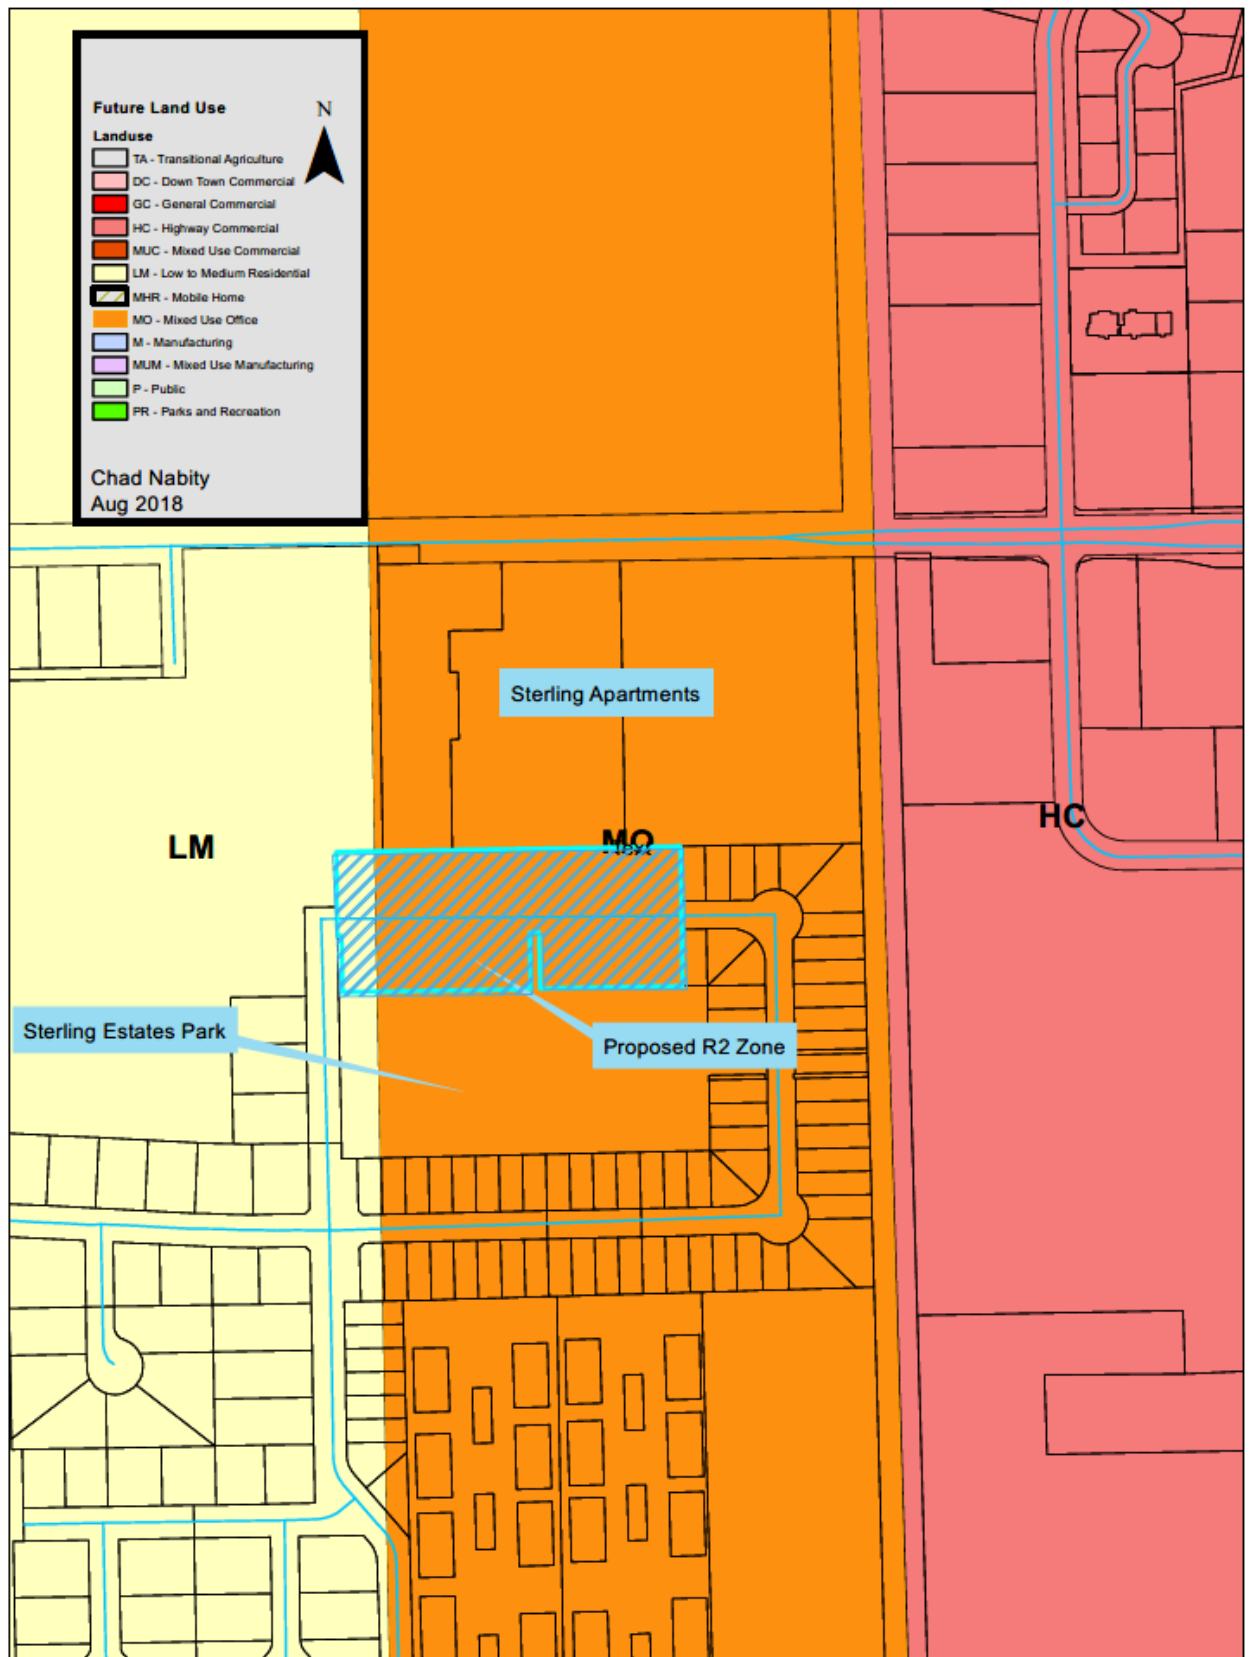 Future Land Use
N
Landuse
TA - Transitional Agriculture
DC - Down Town Commercial
GC - General Commercial
HC - Highway Commercial
MUC - Mixed Use Commercial
LM - Low to Medium Residential
MHR - Mobile Home
MO - Mixed Use Office
M - Manufacturing
MUM - Mixed Use Manufacturing
P - Public
PR - Parks and Recreation
Chad Nabity
Aug 2018
Sterling Apartments
HC
LM
MO
Text
Sterling Estates Park
Proposed R2 Zone